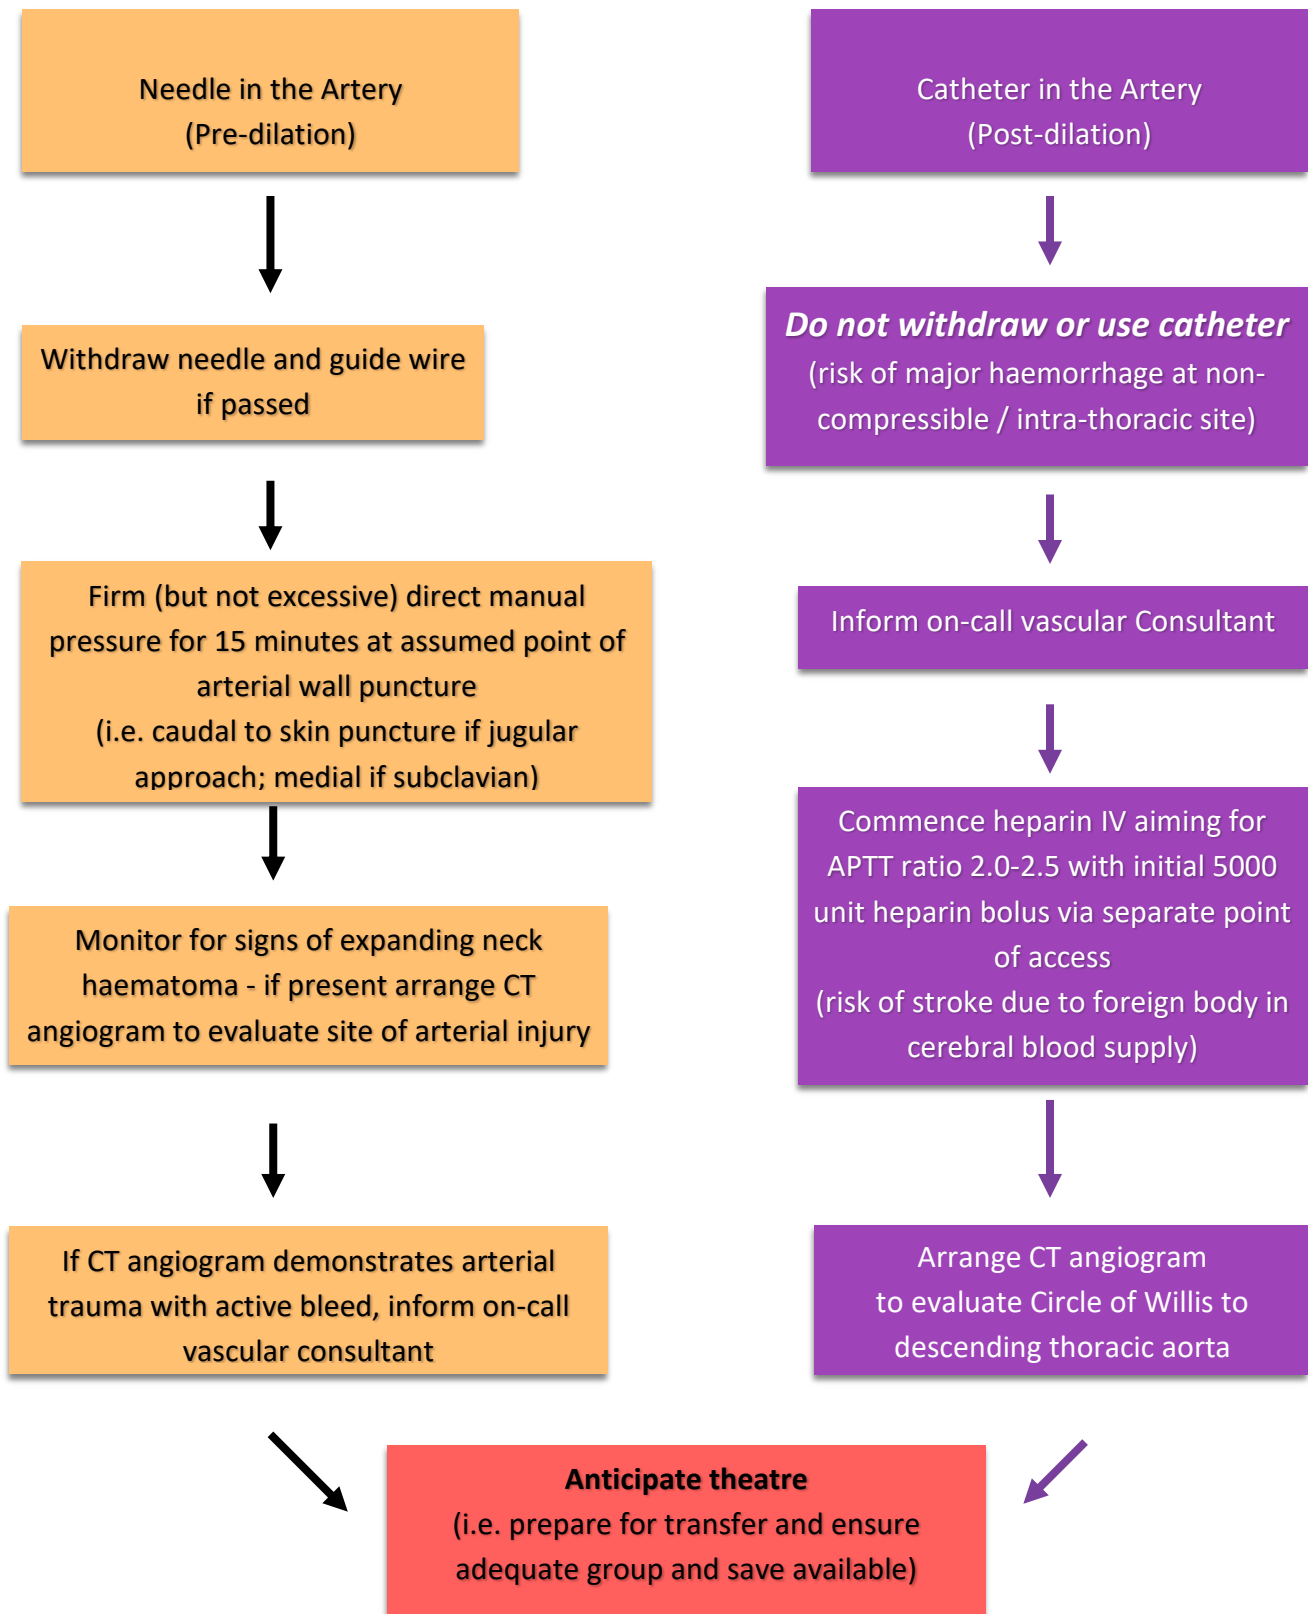 Needle in the Artery
(Pre-dilation)
Withdraw needle and guide wire
if passed
Firm (but not excessive) direct manual
pressure for 15 minutes at assumed point of
arterial wall puncture
(i.e. caudal to skin puncture if jugular
approach; medial if subclavian)
Monitor for signs of expanding neck
haematoma - if present arrange CT
angiogram to evaluate site of arterial injury
If CT angiogram demonstrates arterial
trauma with active bleed, inform on-call
vascular consultant
Catheter in the Artery
(Post-dilation)
Do not withdraw or use catheter
(risk of major haemorrhage at non-
compressible / intra-thoracic site)
Inform on-call vascular Consultant
Commence heparin IV aiming for
APTT ratio 2.0-2.5 with initial 5000
unit heparin bolus via separate point
of access
(risk of stroke due to foreign body in
cerebral blood supply)
Arrange CT angiogram
to evaluate Circle of Willis to
descending thoracic aorta
Anticipate theatre
(i.e. prepare for transfer and ensure
adequate group and save available)